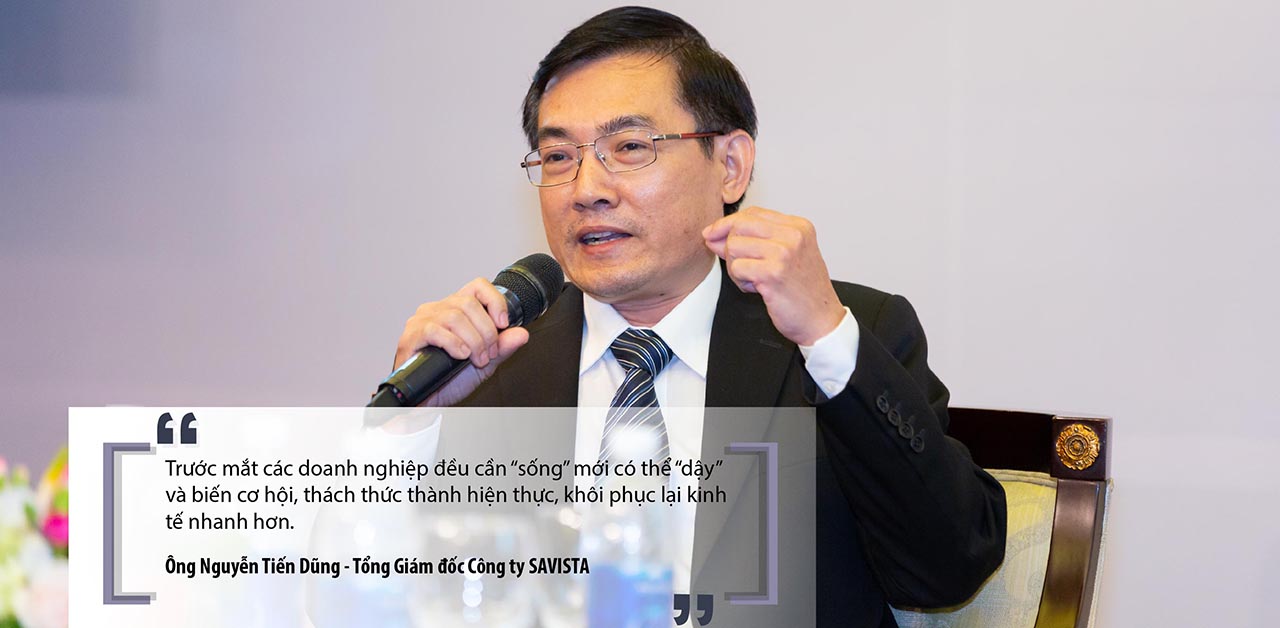 “
Trước mắt các doanh nghiệp đều cần “sống” mới có thể “dậy”
và biến cơ hội, thách thức thành hiện thực, khôi phục lại kinh
tế nhanh hơn.
Ông Nguyễn Tiến Dũng - Tổng Giám đốc Công ty SAVISTA
”